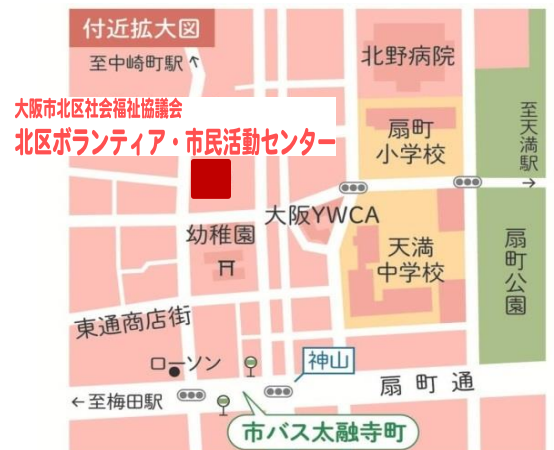 付近拡大図
至中崎町駅↖
北野病院
大阪市北区社会福祉協議会
北区ボランティア・市民活動センター
扇町
小学校
至天満駅→
大阪YWCA
幼稚園
天満
中学校
扇町公園
東通商店街
ローソン
神山
扇町通
←至梅田駅
市バス太融寺町